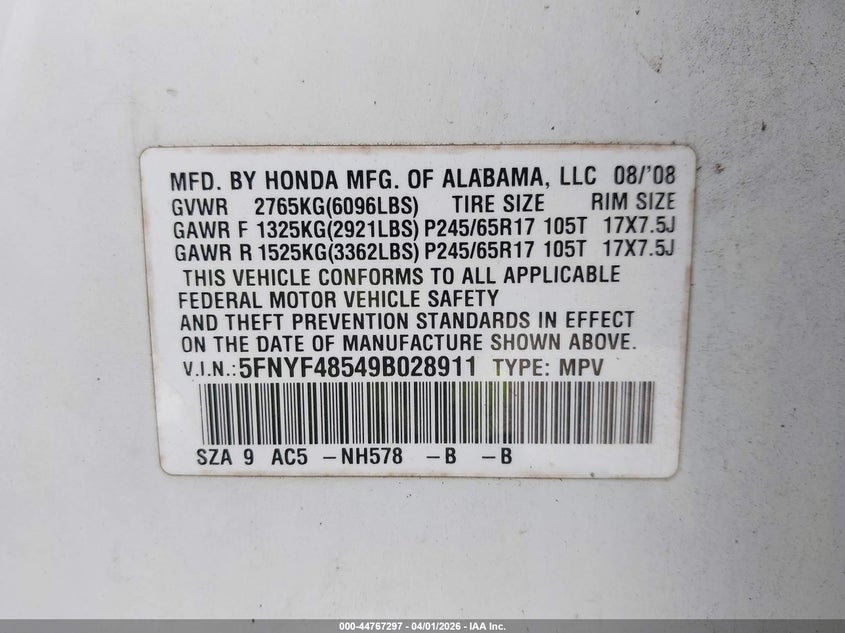 MFD. BY HONDA MFG. OF ALABAMA, LLC 08/'08
GVWR 2765KG(6096LBS) TIRE SIZE RIM SIZE
GAWR F 1325KG(2921LBS) P245/65R17 105T 17X7.5J
GAWR R 1525KG(3362LBS) P245/65R17 105T 17X7.5J
THIS VEHICLE CONFORMS TO ALL APPLICABLE
FEDERAL MOTOR VEHICLE SAFETY
AND THEFT PREVENTION STANDARDS IN EFFECT
ON THE DATE OF MANUFACTURE SHOWN ABOVE.
V.I.N.:5FNYF48549B028911 TYPE: MPV
SZA 9 AC5 -NH578 -B -B
000-44767297 - 04/01/2026 - IAA Inc.